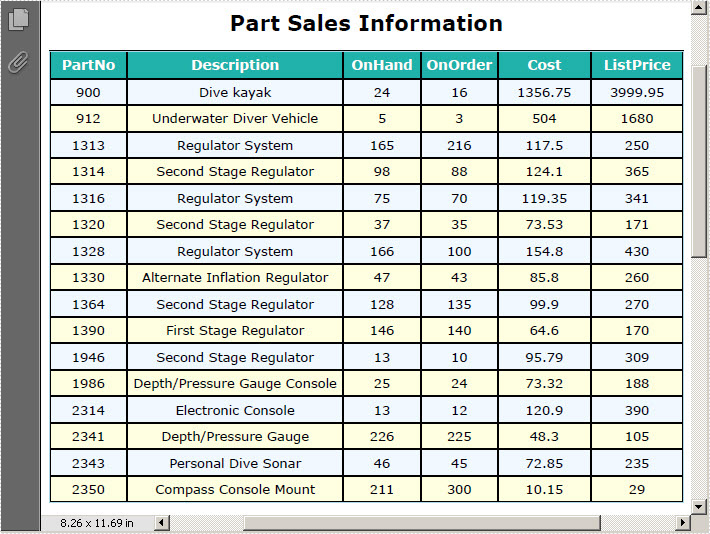 Part Sales Information
PartNo Description OnHand OnOrder Cost ListPrice
900 Dive kayak 24 16 1356.75 3999.95
912 Underwater Diver Vehicle 5 3 504 1680
1313 Regulator System 165 216 117.5 250
1314 Second Stage Regulator 98 88 124.1 365
1316 Regulator System 75 70 119.35 341
1320 Second Stage Regulator 37 35 73.53 171
1328 Regulator System 166 100 154.8 430
1330 Alternate Inflation Regulator 47 43 85.8 260
1364 Second Stage Regulator 128 135 99.9 270
1390 First Stage Regulator 146 140 64.6 170
1946 Second Stage Regulator 13 10 95.79 309
1986 Depth/Pressure Gauge Console 25 24 73.32 188
2314 Electronic Console 13 12 120.9 390
2341 Depth/Pressure Gauge 226 225 48.3 105
2343 Personal Dive Sonar 46 45 72.85 235
2350 Compass Console Mount 211 300 10.15 29
8.26 x 11.69 in